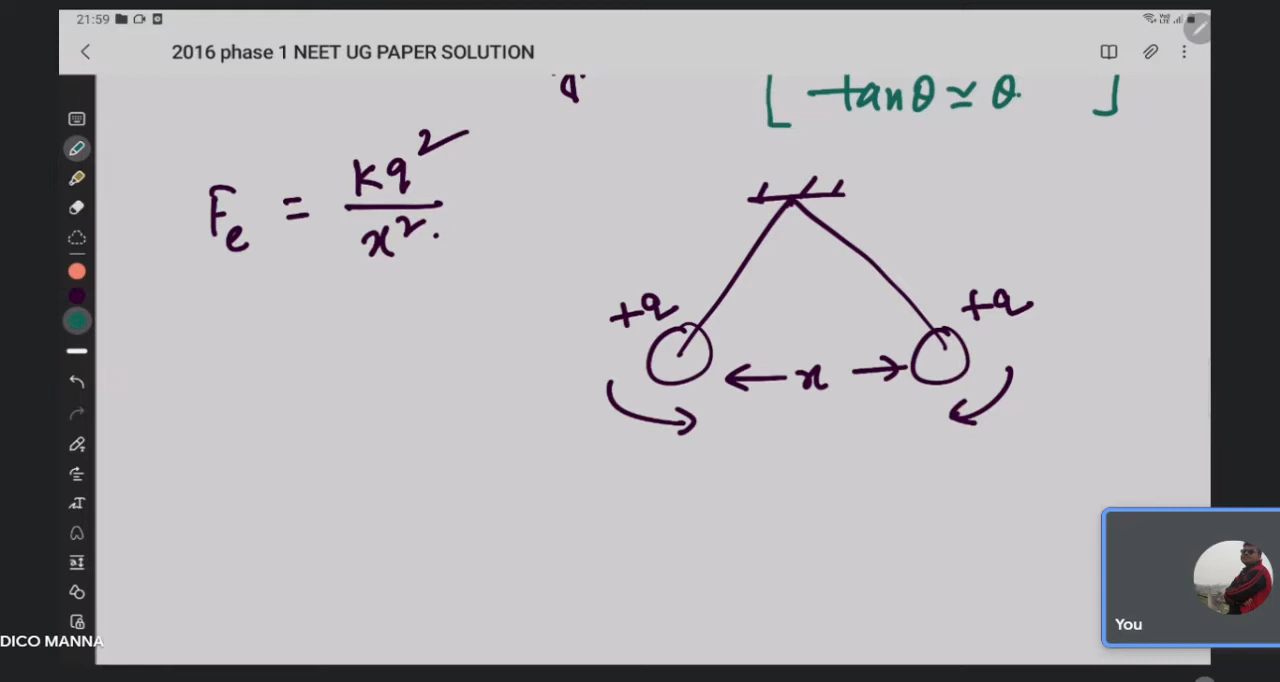 21:59
2016 phase 1 NEET UG PAPER SOLUTION
[ tanθ ≃ θ. ]
Fe = kq²/x².
+q +q
← x →
You
DICO MANNA